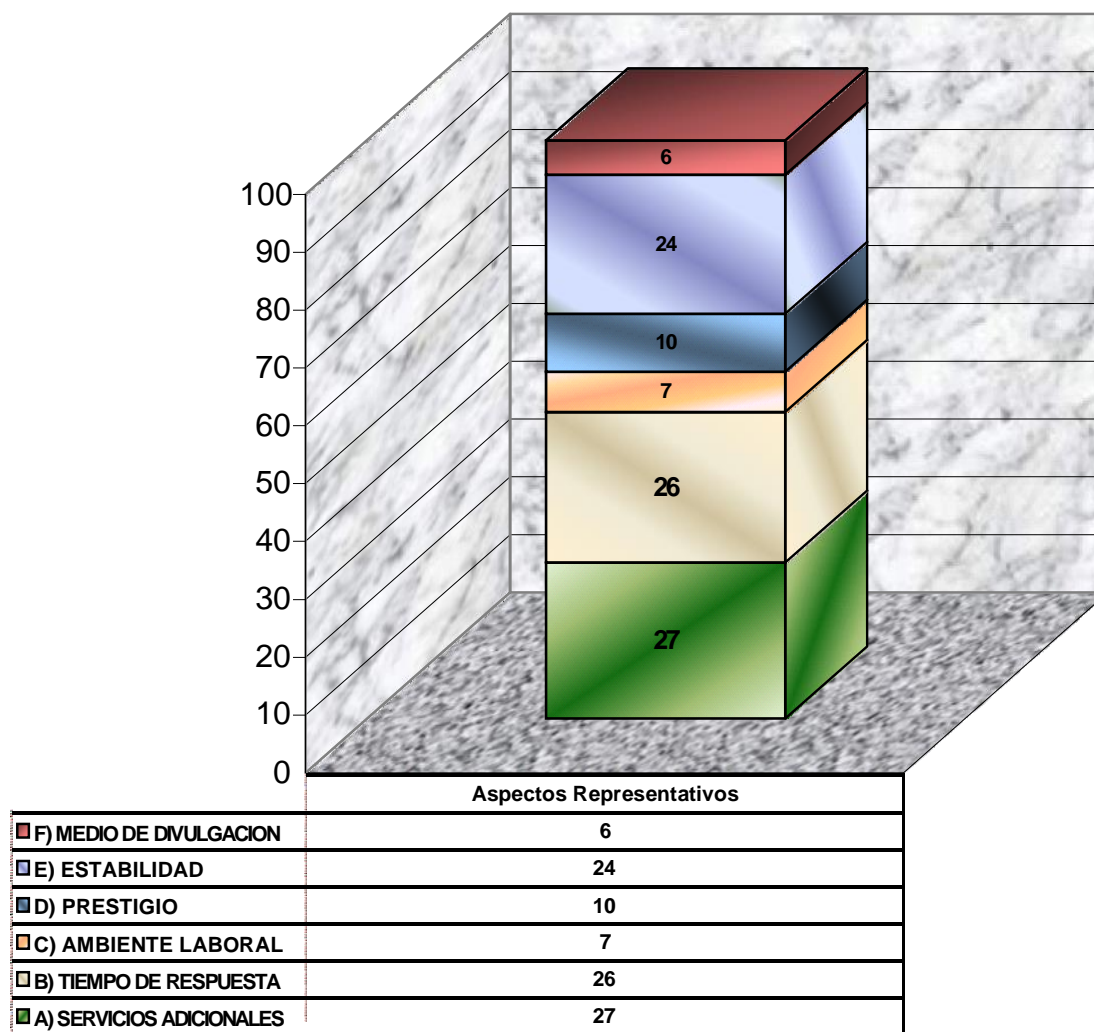 100
90
80
70
60
50
40
30
20
10
0
6
24
10
7
26
27
Aspectos Representativos
F) MEDIO DE DIVULGACION 6
E) ESTABILIDAD 24
D) PRESTIGIO 10
C) AMBIENTE LABORAL 7
B) TIEMPO DE RESPUESTA 26
A) SERVICIOS ADICIONALES 27